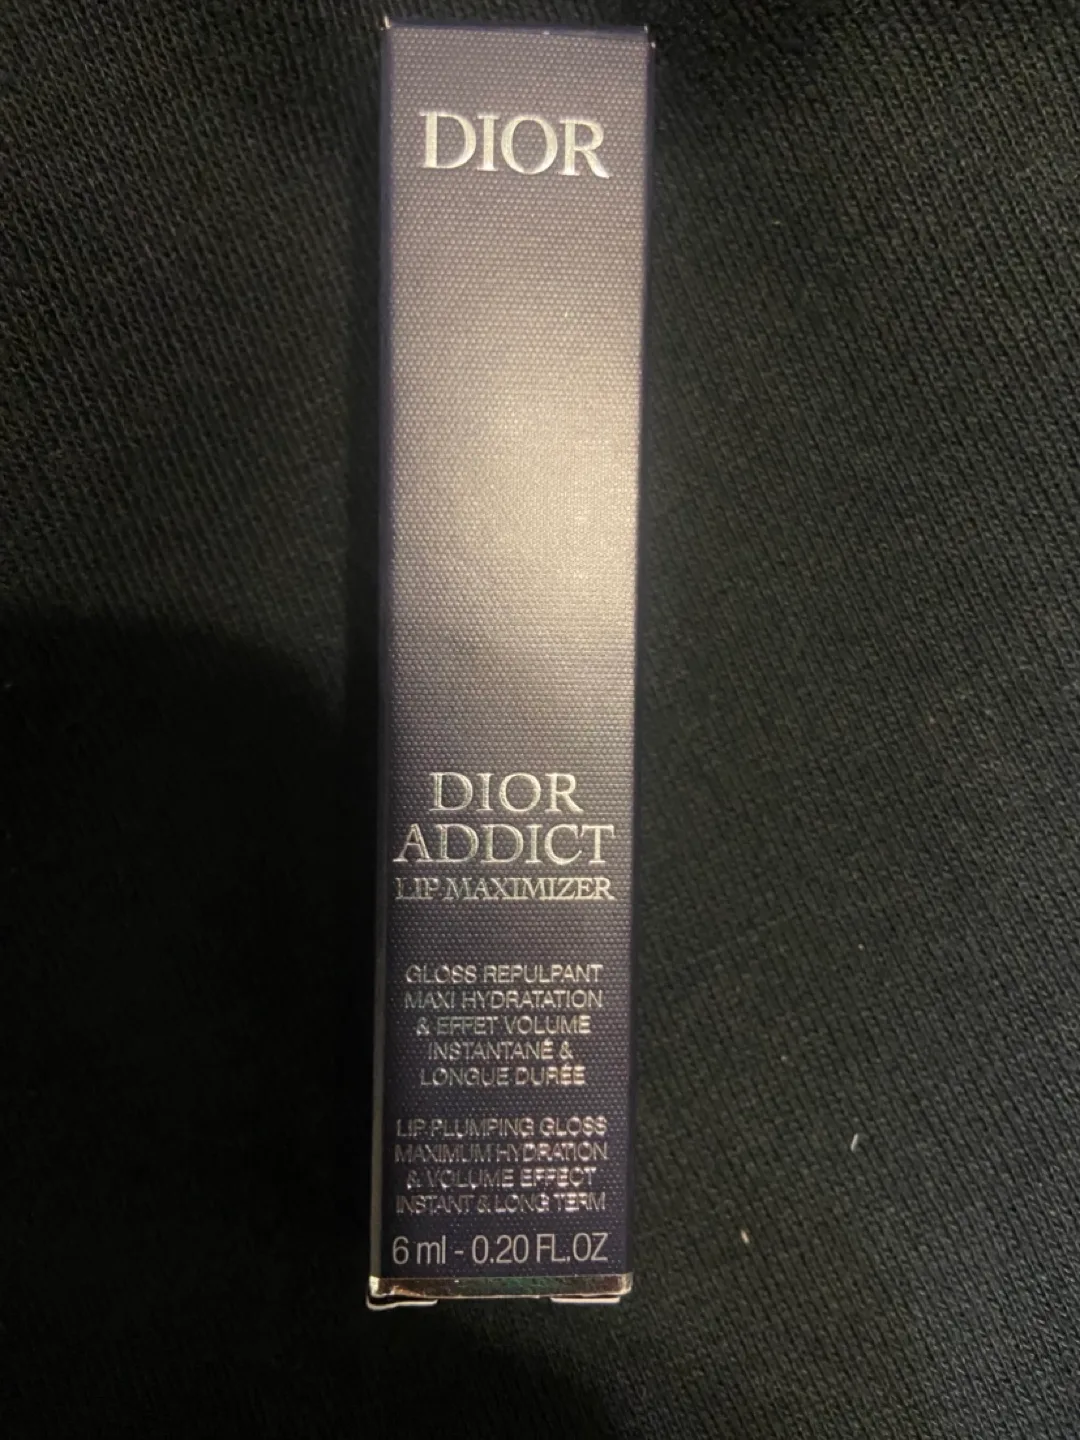 DIOR
DIOR
ADDICT
LIP MAXIMIZER
GLOSS REPULPANT
MAXI HYDRATATION
& EFFET VOLUME
INSTANTANÉ &
LONGUE DURÉE
LIP PLUMPING GLOSS
MAXIMUM HYDRATION
& VOLUME EFFECT
INSTANT & LONG TERM
6 ml - 0.20 FL.OZ